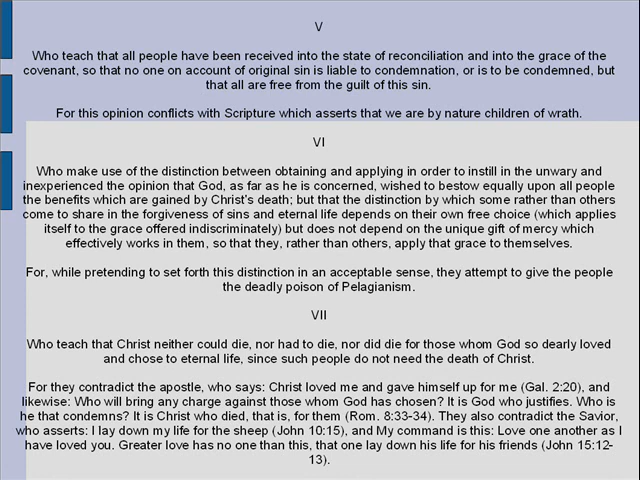 V
Who teach that all people have been received into the state of reconciliation and into the grace of the
covenant, so that no one on account of original sin is liable to condemnation, or is to be condemned, but
that all are free from the guilt of this sin.
For this opinion conflicts with Scripture which asserts that we are by nature children of wrath.
VI
Who make use of the distinction between obtaining and applying in order to instill in the unwary and
inexperienced the opinion that God, as far as he is concerned, wished to bestow equally upon all people
the benefits which are gained by Christ's death; but that the distinction by which some rather than others
come to share in the forgiveness of sins and eternal life depends on their own free choice (which applies
itself to the grace offered indiscriminately) but does not depend on the unique gift of mercy which
effectively works in them, so that they, rather than others, apply that grace to themselves.
For, while pretending to set forth this distinction in an acceptable sense, they attempt to give the people
the deadly poison of Pelagianism.
VII
Who teach that Christ neither could die, nor had to die, nor did die for those whom God so dearly loved
and chose to eternal life, since such people do not need the death of Christ.
For they contradict the apostle, who says: Christ loved me and gave himself up for me (Gal. 2:20), and
likewise: Who will bring any charge against those whom God has chosen? It is God who justifies. Who is
he that condemns? It is Christ who died, that is, for them (Rom. 8:33-34). They also contradict the Savior,
who asserts: I lay down my life for the sheep (John 10:15), and My command is this: Love one another as I
have loved you. Greater love has no one than this, that one lay down his life for his friends (John 15:12-
13).